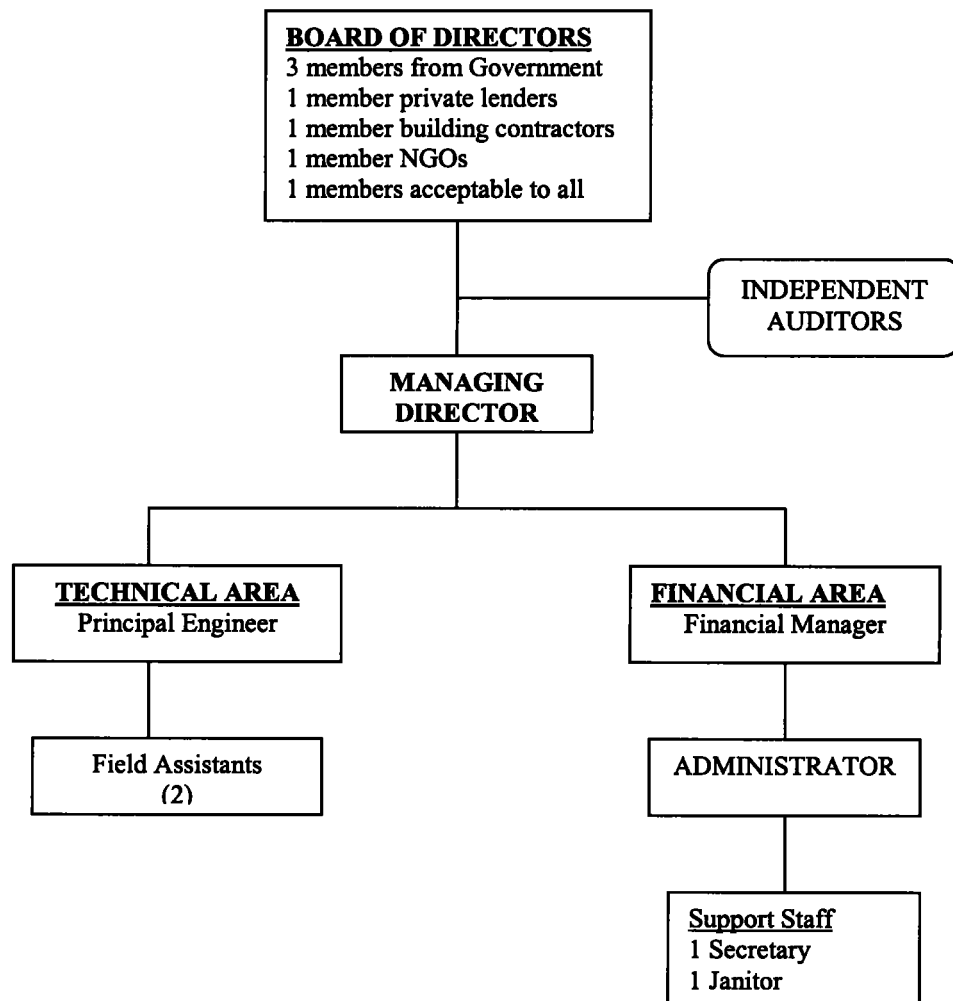 BOARD OF DIRECTORS
3 members from Government
1 member private lenders
1 member building contractors
1 member NGOs
1 members acceptable to all
INDEPENDENT
AUDITORS
MANAGING
DIRECTOR
TECHNICAL AREA
Principal Engineer
FINANCIAL AREA
Financial Manager
Field Assistants
(2)
ADMINISTRATOR
Support Staff
1 Secretary
1 Janitor